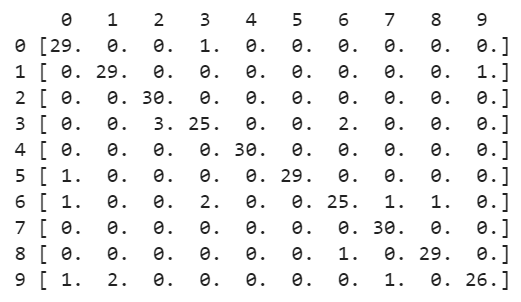 0 1 2 3 4 5 6 7 8 9
0 [29. 0. 0. 1. 0. 0. 0. 0. 0. 0.]
1 [ 0. 29. 0. 0. 0. 0. 0. 0. 0. 1.]
2 [ 0. 0. 30. 0. 0. 0. 0. 0. 0. 0.]
3 [ 0. 0. 3. 25. 0. 0. 2. 0. 0. 0.]
4 [ 0. 0. 0. 0. 30. 0. 0. 0. 0. 0.]
5 [ 1. 0. 0. 0. 0. 29. 0. 0. 0. 0.]
6 [ 1. 0. 0. 2. 0. 0. 25. 1. 1. 0.]
7 [ 0. 0. 0. 0. 0. 0. 0. 30. 0. 0.]
8 [ 0. 0. 0. 0. 0. 0. 1. 0. 29. 0.]
9 [ 1. 2. 0. 0. 0. 0. 0. 1. 0. 26.]